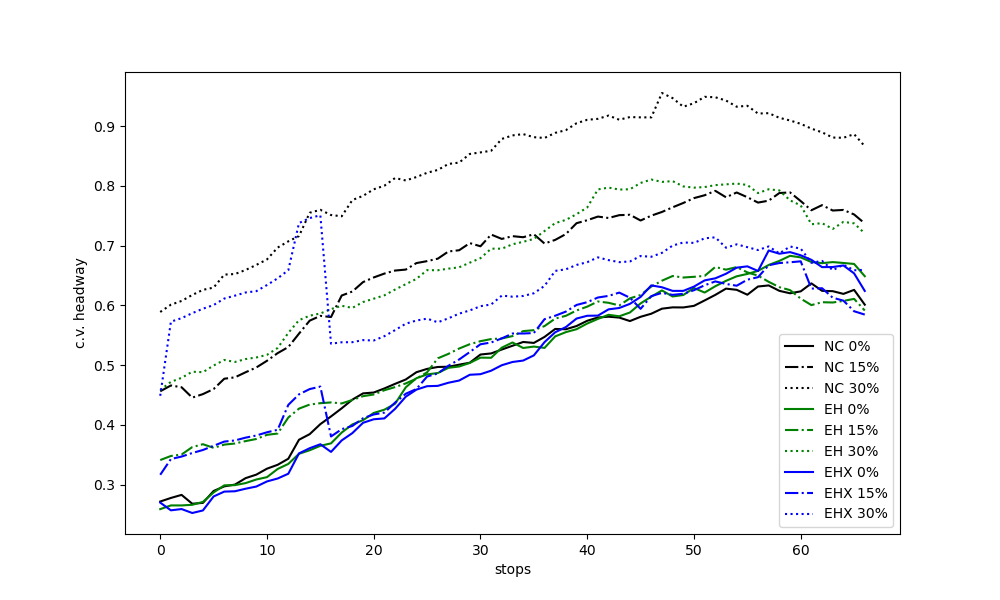 0.9
0.8
0.7
0.6
0.5
0.4
0.3
c.v. headway
0 10 20 30 40 50 60
stops
NC 0%
NC 15%
NC 30%
EH 0%
EH 15%
EH 30%
EHX 0%
EHX 15%
EHX 30%